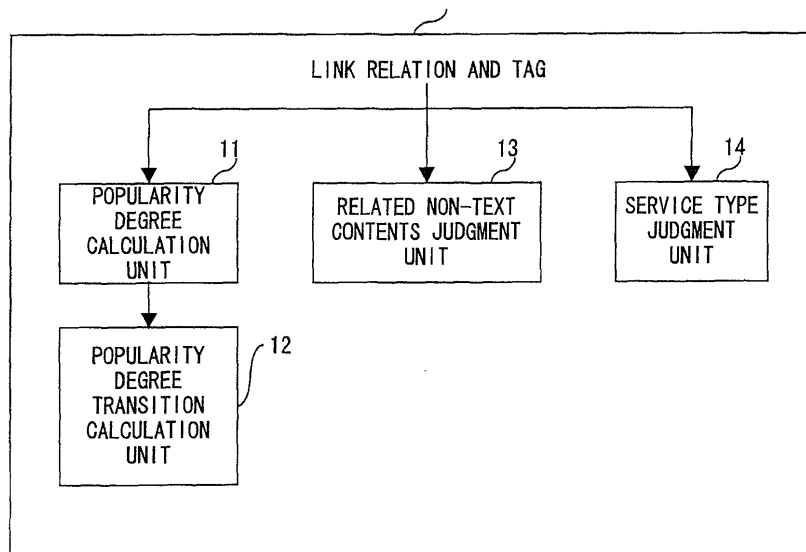 LINK RELATION AND TAG
11
POPULARITY
DEGREE
CALCULATION
UNIT
13
RELATED NON-TEXT
CONTENTS JUDGMENT
UNIT
14
SERVICE TYPE
JUDGMENT
UNIT
12
POPULARITY
DEGREE
TRANSITION
CALCULATION
UNIT